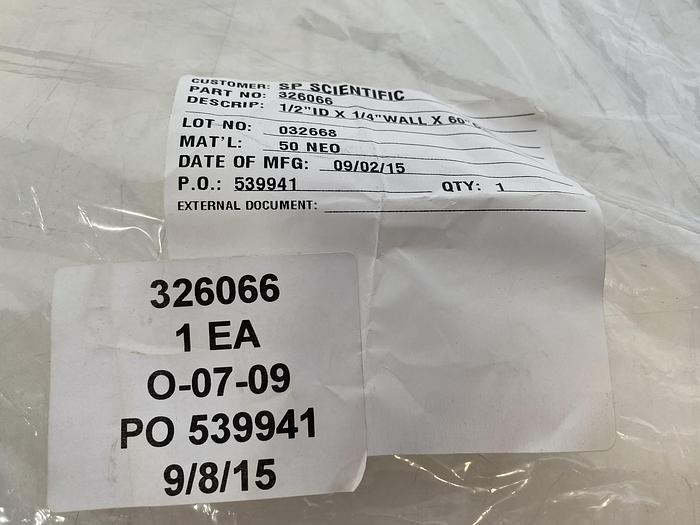 CUSTOMER: SP SCIENTIFIC
PART NO: 326066
DESCRIP: 1/2"ID X 1/4"WALL X 60"
LOT NO: 032668
MAT'L: 50 NEO
DATE OF MFG: 09/02/15
P.O.: 539941 QTY: 1
EXTERNAL DOCUMENT:
326066
1 EA
O-07-09
PO 539941
9/8/15